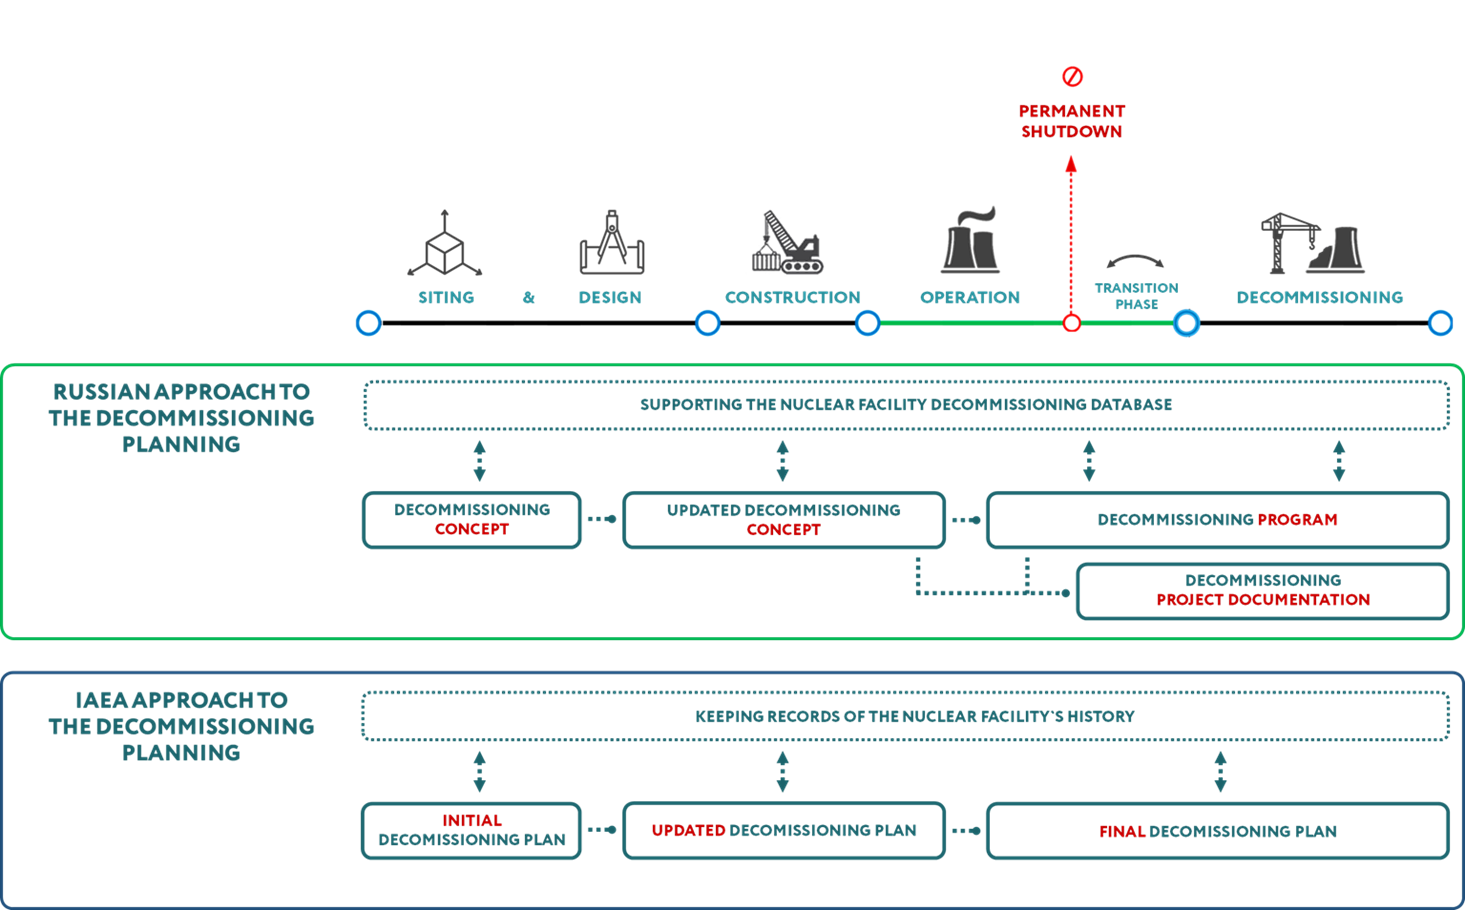 PERMANENT
SHUTDOWN
SITING & DESIGN
CONSTRUCTION
OPERATION
TRANSITION
PHASE
DECOMMISSIONING
RUSSIAN APPROACH TO
THE DECOMMISSIONING
PLANNING
SUPPORTING THE NUCLEAR FACILITY DECOMMISSIONING DATABASE
DECOMMISSIONING
CONCEPT
UPDATED DECOMMISSIONING
CONCEPT
DECOMMISSIONING PROGRAM
DECOMMISSIONING
PROJECT DOCUMENTATION
IAEA APPROACH TO
THE DECOMMISSIONING
PLANNING
KEEPING RECORDS OF THE NUCLEAR FACILITY`S HISTORY
INITIAL
DECOMISSIONING PLAN
UPDATED DECOMISSIONING PLAN
FINAL DECOMISSIONING PLAN